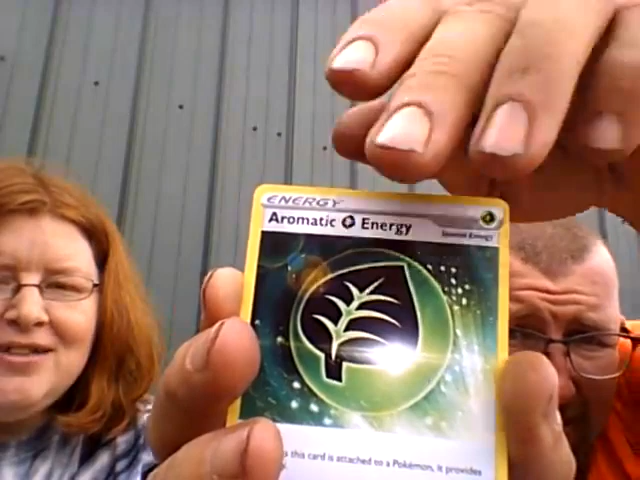 ENERGY
Aromatic Energy
Special Energy
s this card is attached to a Pokémon, it provides